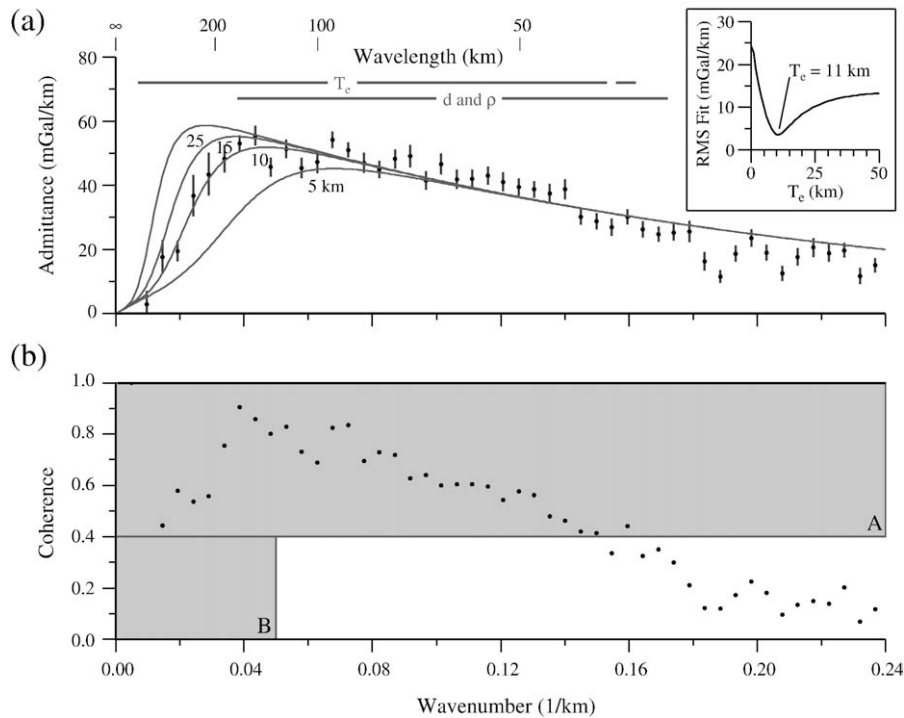 (a)
∞ 200 100 50
Wavelength (km)
80
60
40
20
0
Admittance (mGal/km)
Tₑ
d and ρ
25
15
10
5 km
30
20
10
0
RMS Fit (mGal/km)
Tₑ = 11 km
0 25 50
Tₑ (km)
(b)
1.0
0.8
0.6
0.4
0.2
0.0
Coherence
A
B
0.00 0.04 0.08 0.12 0.16 0.20 0.24
Wavenumber (1/km)